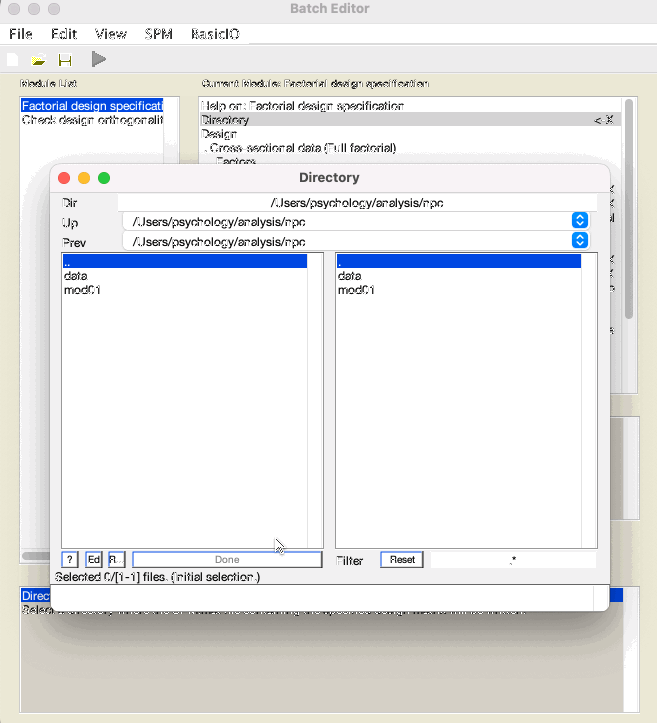 Batch Editor
File Edit View SPM BasicIO
Module List
Current Module: Factorial design specification
Factorial design specificati
Check design orthogonalit
Help on: Factorial design specification
Directory <-X
Design
. Cross-sectional data (Full factorial)
Factors
Directory
Dir /Users/psychology/analysis/npc
Up /Users/psychology/analysis/npc
Prev /Users/psychology/analysis/npc
.. .
data data
mod01 mod01
? Ed R... Done Filter Reset .*
Selected 0/[1-1] files. (Initial selection.)
Direc